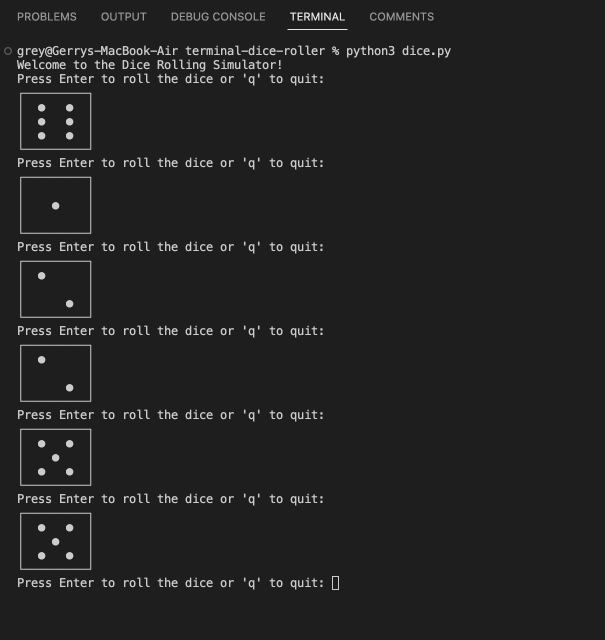 PROBLEMS OUTPUT DEBUG CONSOLE TERMINAL COMMENTS
grey@Gerrys-MacBook-Air terminal-dice-roller % python3 dice.py
Welcome to the Dice Rolling Simulator!
Press Enter to roll the dice or 'q' to quit:
Press Enter to roll the dice or 'q' to quit:
Press Enter to roll the dice or 'q' to quit:
Press Enter to roll the dice or 'q' to quit:
Press Enter to roll the dice or 'q' to quit:
Press Enter to roll the dice or 'q' to quit:
Press Enter to roll the dice or 'q' to quit: